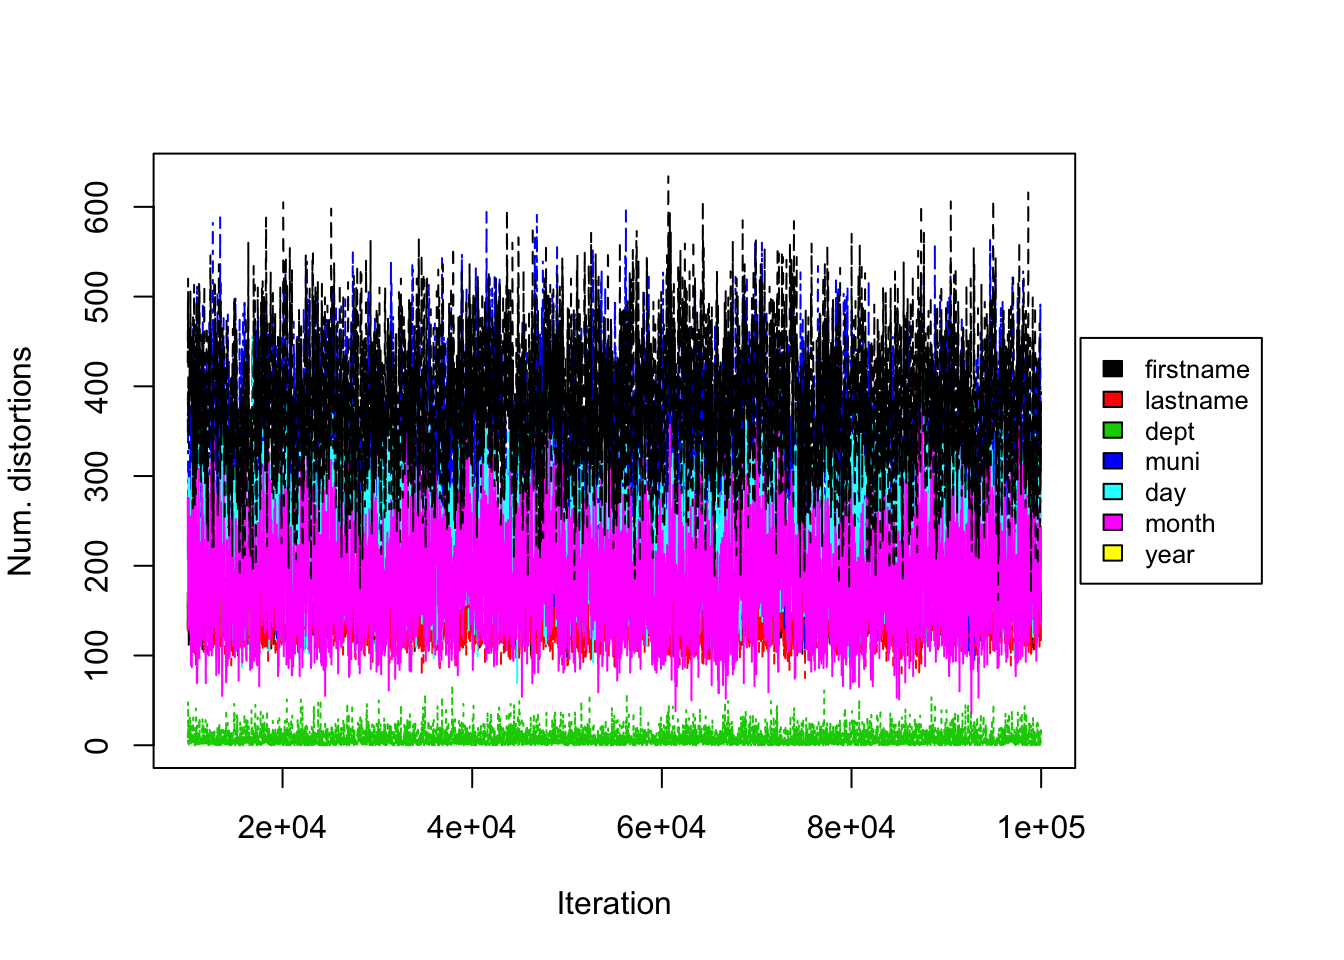 Num. distortions
600
500
400
300
200
100
0
2e+04 4e+04 6e+04 8e+04 1e+05
Iteration
firstname
lastname
dept
muni
day
month
year